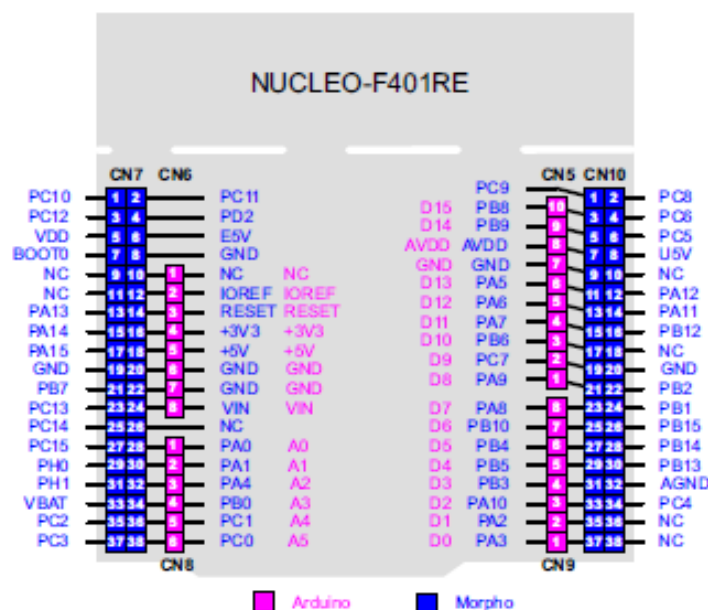 NUCLEO-F401RE
CN7 CN6 CN5 CN10
PC9
PC10 1 2 PC11 1 2 PC8
PC12 3 4 PD2 D15 PB8 10 3 4 PC6
VDD 5 6 E5V D14 PB9 9 5 6 PC5
BOOT0 7 8 GND AVDD AVDD 8 7 8 U5V
NC 9 10 1 NC NC GND GND 7 9 10 NC
NC 11 12 2 IOREF IOREF D13 PA5 6 11 12 PA12
PA13 13 14 3 RESET RESET D12 PA6 5 13 14 PA11
PA14 15 16 4 +3V3 +3V3 D11 PA7 4 15 16 PB12
PA15 17 18 5 +5V +5V D10 PB6 3 17 18 NC
GND 19 20 6 GND GND D9 PC7 2 19 20 GND
PB7 21 22 7 GND GND D8 PA9 1 21 22 PB2
PC13 23 24 8 VIN VIN D7 PA8 8 23 24 PB1
PC14 25 26 NC D6 PB10 7 25 26 PB15
PC15 27 28 1 PA0 A0 D5 PB4 6 27 28 PB14
PH0 29 30 2 PA1 A1 D4 PB5 5 29 30 PB13
PH1 31 32 3 PA4 A2 D3 PB3 4 31 32 AGND
VBAT 33 34 4 PB0 A3 D2 PA10 3 33 34 PC4
PC2 35 36 5 PC1 A4 D1 PA2 2 35 36 NC
PC3 37 38 6 PC0 A5 D0 PA3 1 37 38 NC
CN8 CN9
Arduino Morpho